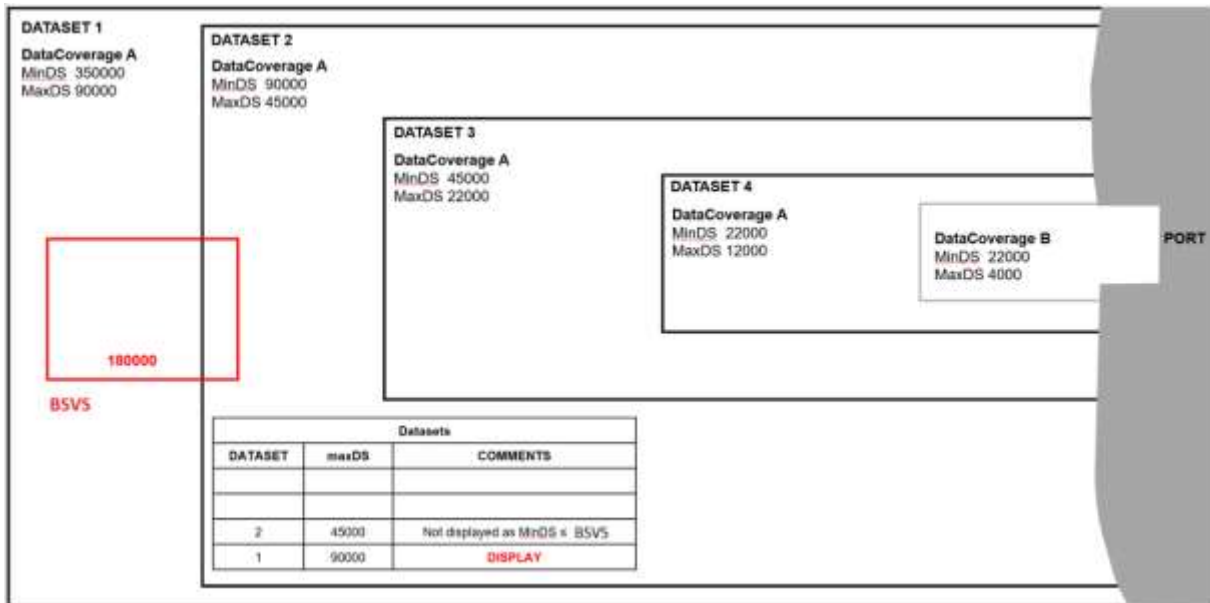 DATASET 1
DataCoverage A
MinDS 350000
MaxDS 90000
DATASET 2
DataCoverage A
MinDS 90000
MaxDS 45000
DATASET 3
DataCoverage A
MinDS 45000
MaxDS 22000
DATASET 4
DataCoverage A
MinDS 22000
MaxDS 12000
DataCoverage B
MinDS 22000
MaxDS 4000
PORT
180000
BSVS
Datasets
DATASET maxDS COMMENTS
2 45000 Not displayed as MinDS ≤ BSVS
1 90000 DISPLAY